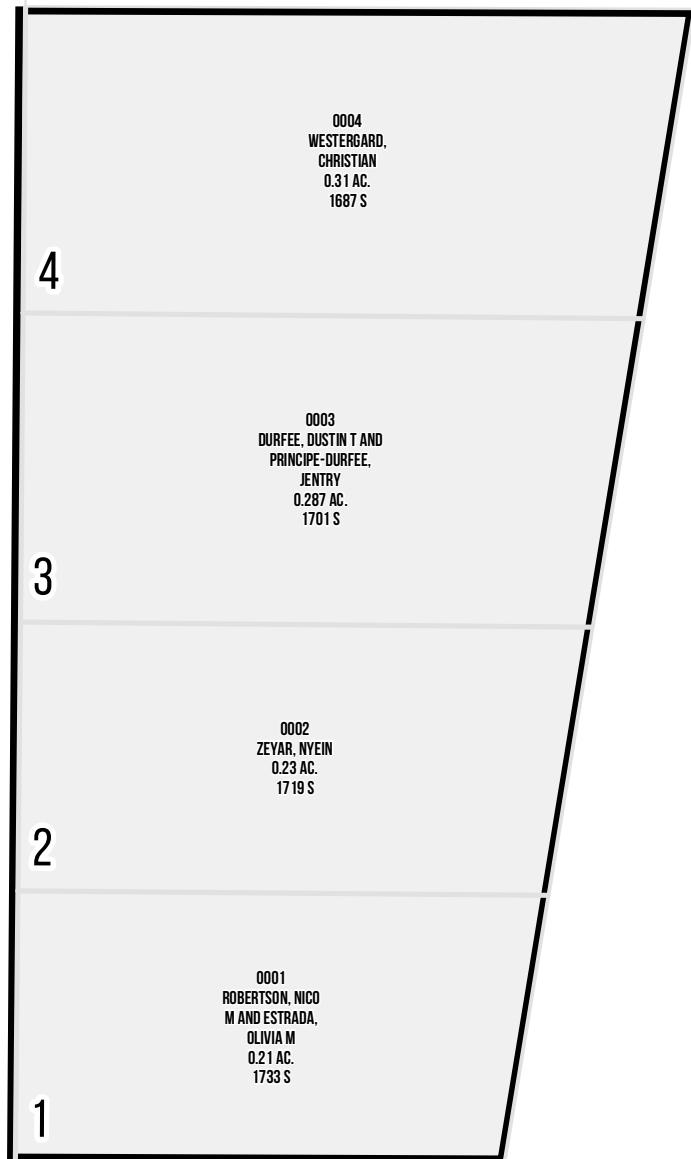 0004
WESTERGARD,
CHRISTIAN
0.31 AC.
1687 S
4
0003
DURFEE, DUSTIN T AND
PRINCIPE-DURFEE,
JENTRY
0.287 AC.
1701 S
3
0002
ZEYAR, NYEIN
0.23 AC.
1719 S
2
0001
ROBERTSON, NICO
M AND ESTRADA,
OLIVIA M
0.21 AC.
1733 S
1